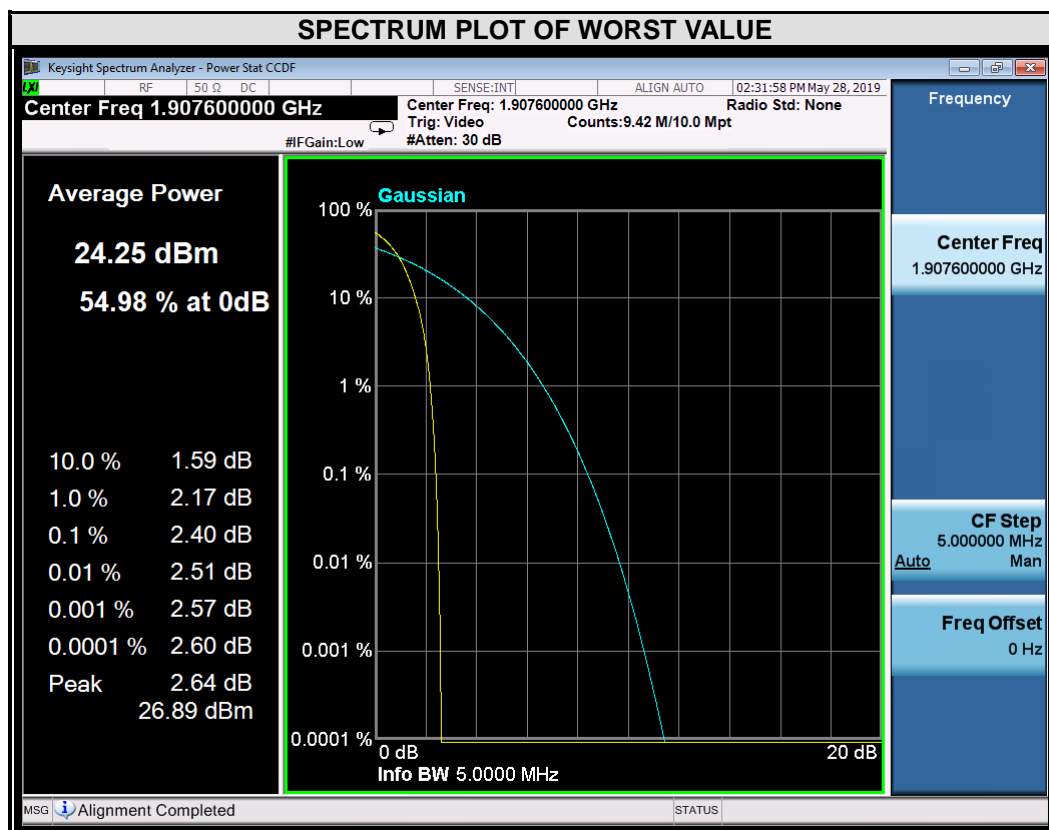 SPECTRUM PLOT OF WORST VALUE
Keysight Spectrum Analyzer - Power Stat CCDF
LXI RF 50 Ω DC SENSE:INT ALIGN AUTO 02:31:58 PM May 28, 2019
Center Freq 1.907600000 GHz
Center Freq: 1.907600000 GHz Radio Std: None
Trig: Video Counts:9.42 M/10.0 Mpt
#IFGain:Low #Atten: 30 dB
Frequency
Average Power
24.25 dBm
54.98 % at 0dB
10.0 % 1.59 dB
1.0 % 2.17 dB
0.1 % 2.40 dB
0.01 % 2.51 dB
0.001 % 2.57 dB
0.0001 % 2.60 dB
Peak 2.64 dB
26.89 dBm
Gaussian
100 %
10 %
1 %
0.1 %
0.01 %
0.001 %
0.0001 %
0 dB 20 dB
Info BW 5.0000 MHz
Center Freq
1.907600000 GHz
CF Step
5.000000 MHz
Auto Man
Freq Offset
0 Hz
MSG Alignment Completed STATUS